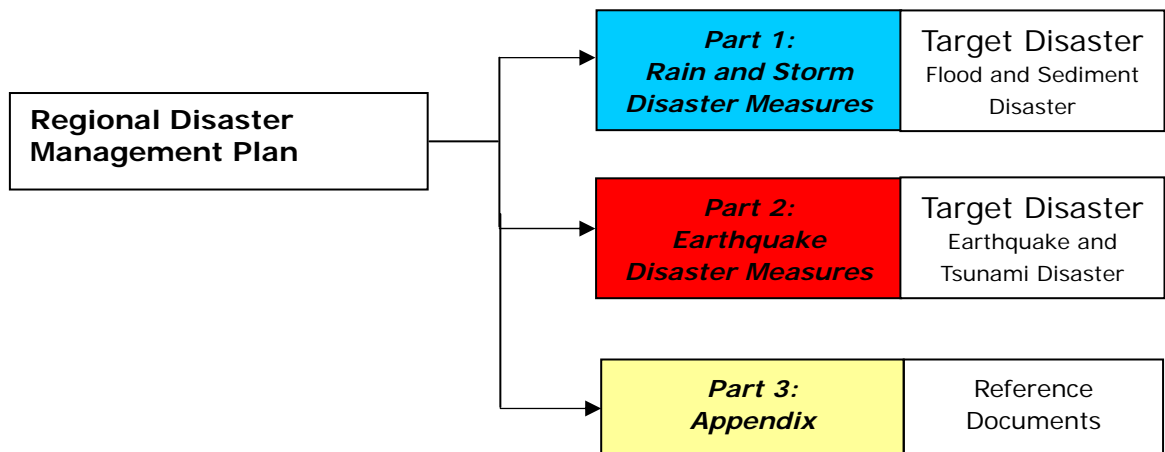 Regional Disaster
Management Plan
Part 1:
Rain and Storm
Disaster Measures
Target Disaster
Flood and Sediment
Disaster
Part 2:
Earthquake
Disaster Measures
Target Disaster
Earthquake and
Tsunami Disaster
Part 3:
Appendix
Reference
Documents